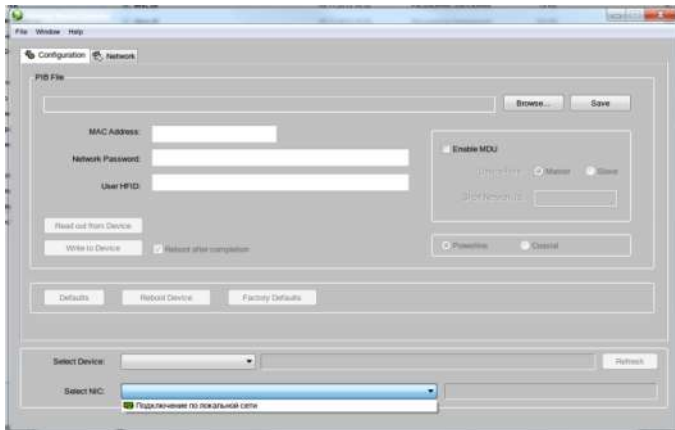 File Window Help
Configuration Network
PIB File
Browse... Save
MAC Address:
Enable MDU
Network Password:
Master Slave
User HFID:
Read out from Device
Write to Device Reboot after completion
Powerline Coaxial
Defaults Reboot Device Factory Defaults
Select Device: Refresh
Select NIC:
Подключение по локальной сети